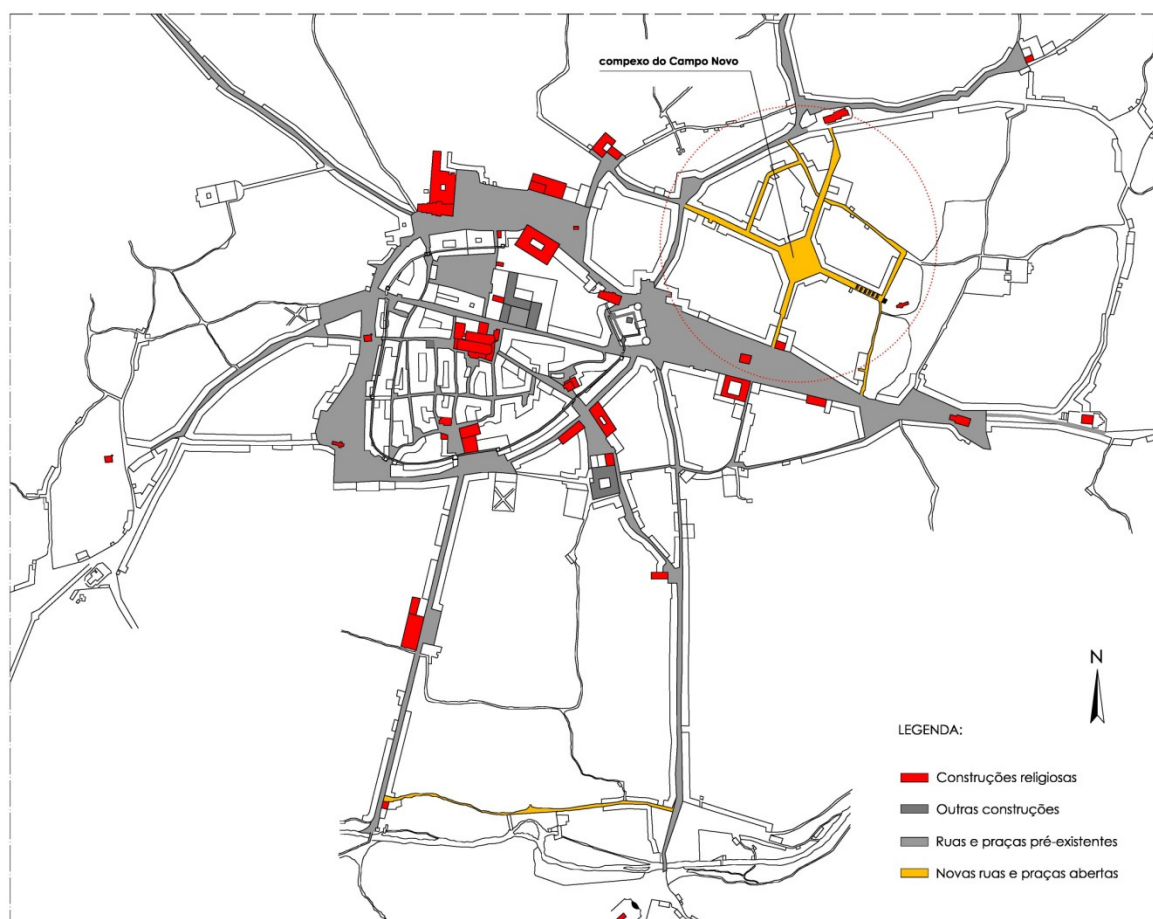 compexo do Campo Novo
N
LEGENDA:
Construções religiosas
Outras construções
Ruas e praças pré-existentes
Novas ruas e praças abertas